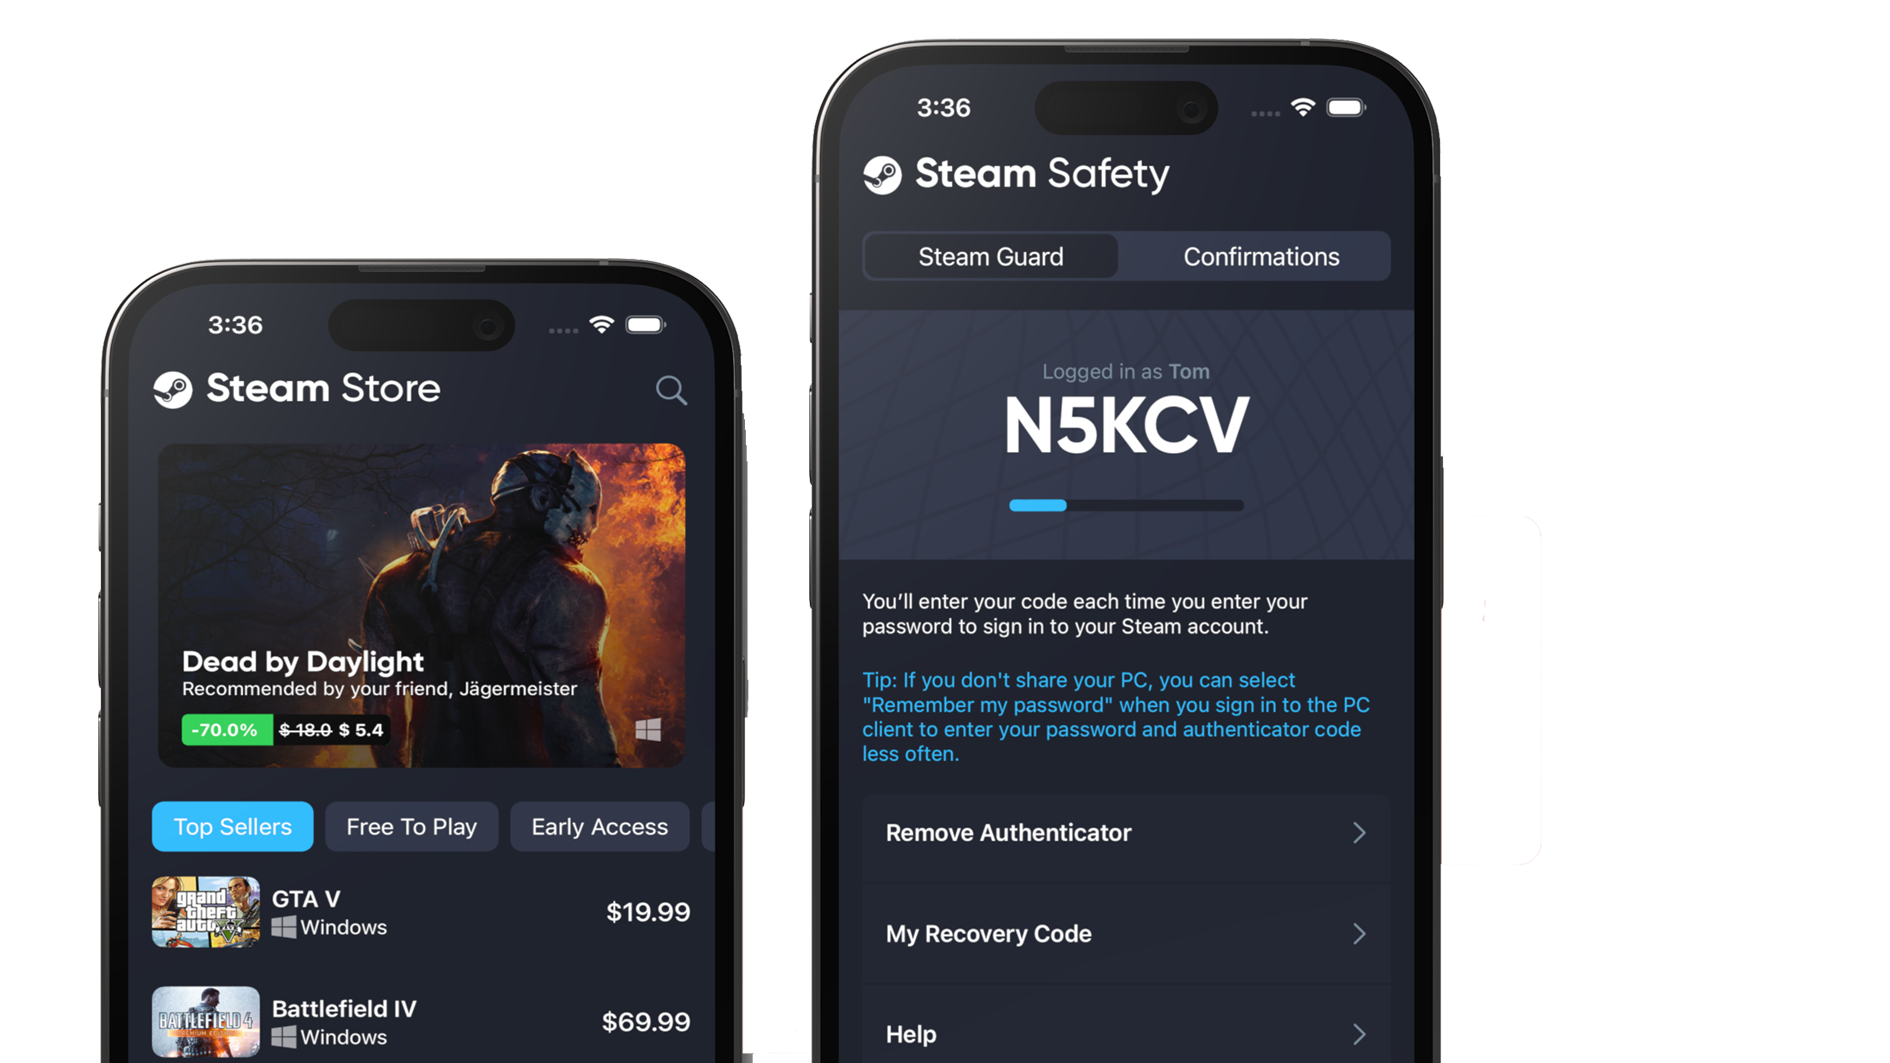 3:36
Steam Store
Dead by Daylight
Recommended by your friend, Jägermeister
-70.0% $ 18.0 $ 5.4
Top Sellers Free To Play Early Access
grand
theft
auto
V
GTA V
Windows
$19.99
BATTLEFIELD 4
PREMIUM EDITION
Battlefield IV
Windows
$69.99
3:36
Steam Safety
Steam Guard Confirmations
Logged in as Tom
N5KCV
You’ll enter your code each time you enter your
password to sign in to your Steam account.
Tip: If you don't share your PC, you can select
"Remember my password" when you sign in to the PC
client to enter your password and authenticator code
less often.
Remove Authenticator
My Recovery Code
Help